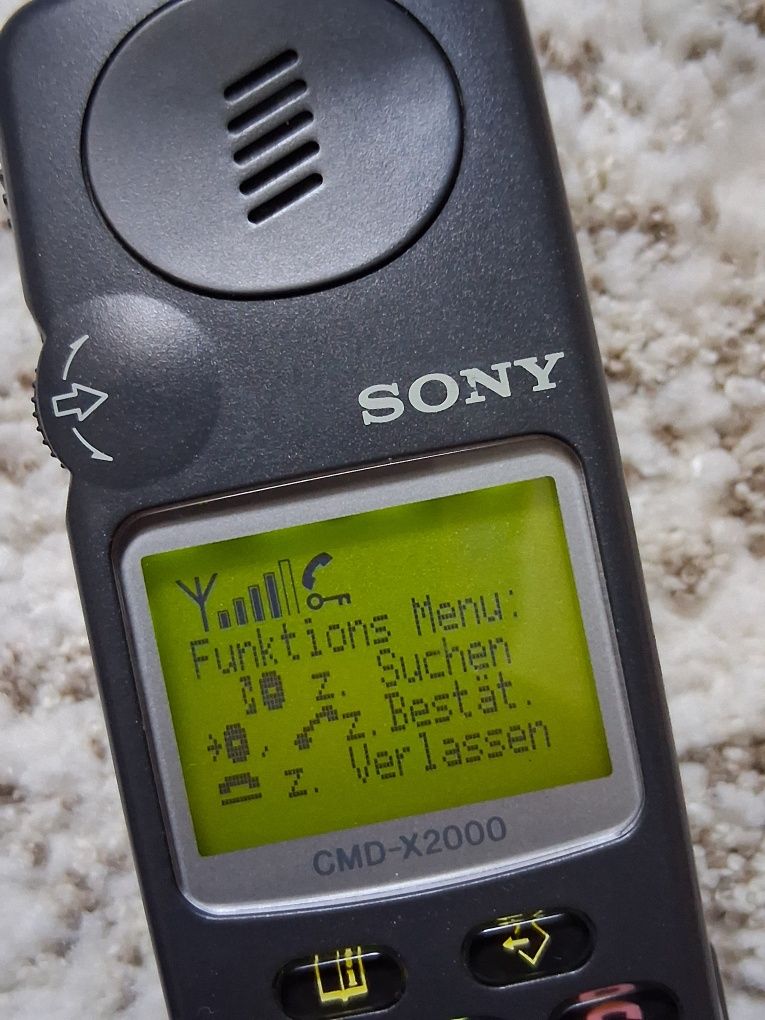 SONY
Funktions Menu:
z. Suchen
, z. Bestät.
z. Verlassen
CMD-X2000